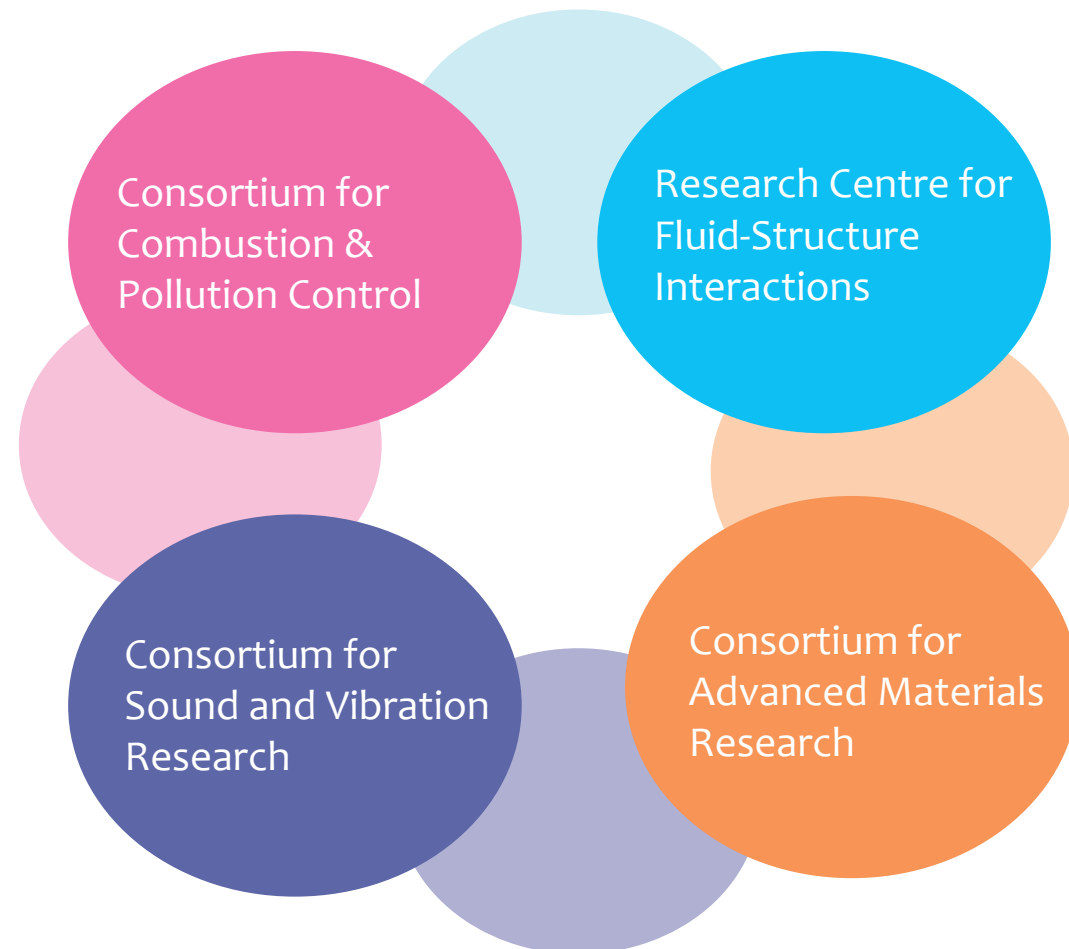 Consortium for
Combustion &
Pollution Control
Research Centre for
Fluid-Structure
Interactions
Consortium for
Sound and Vibration
Research
Consortium for
Advanced Materials
Research